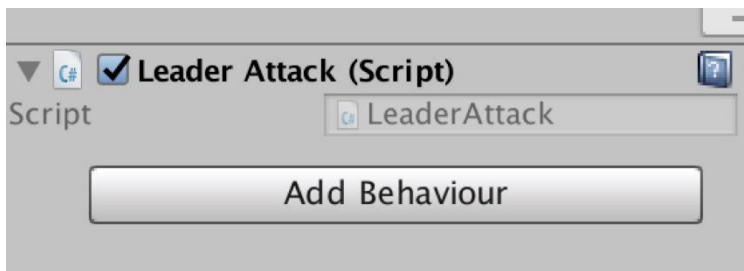 C# Leader Attack (Script) ?
Script C# LeaderAttack
Add Behaviour